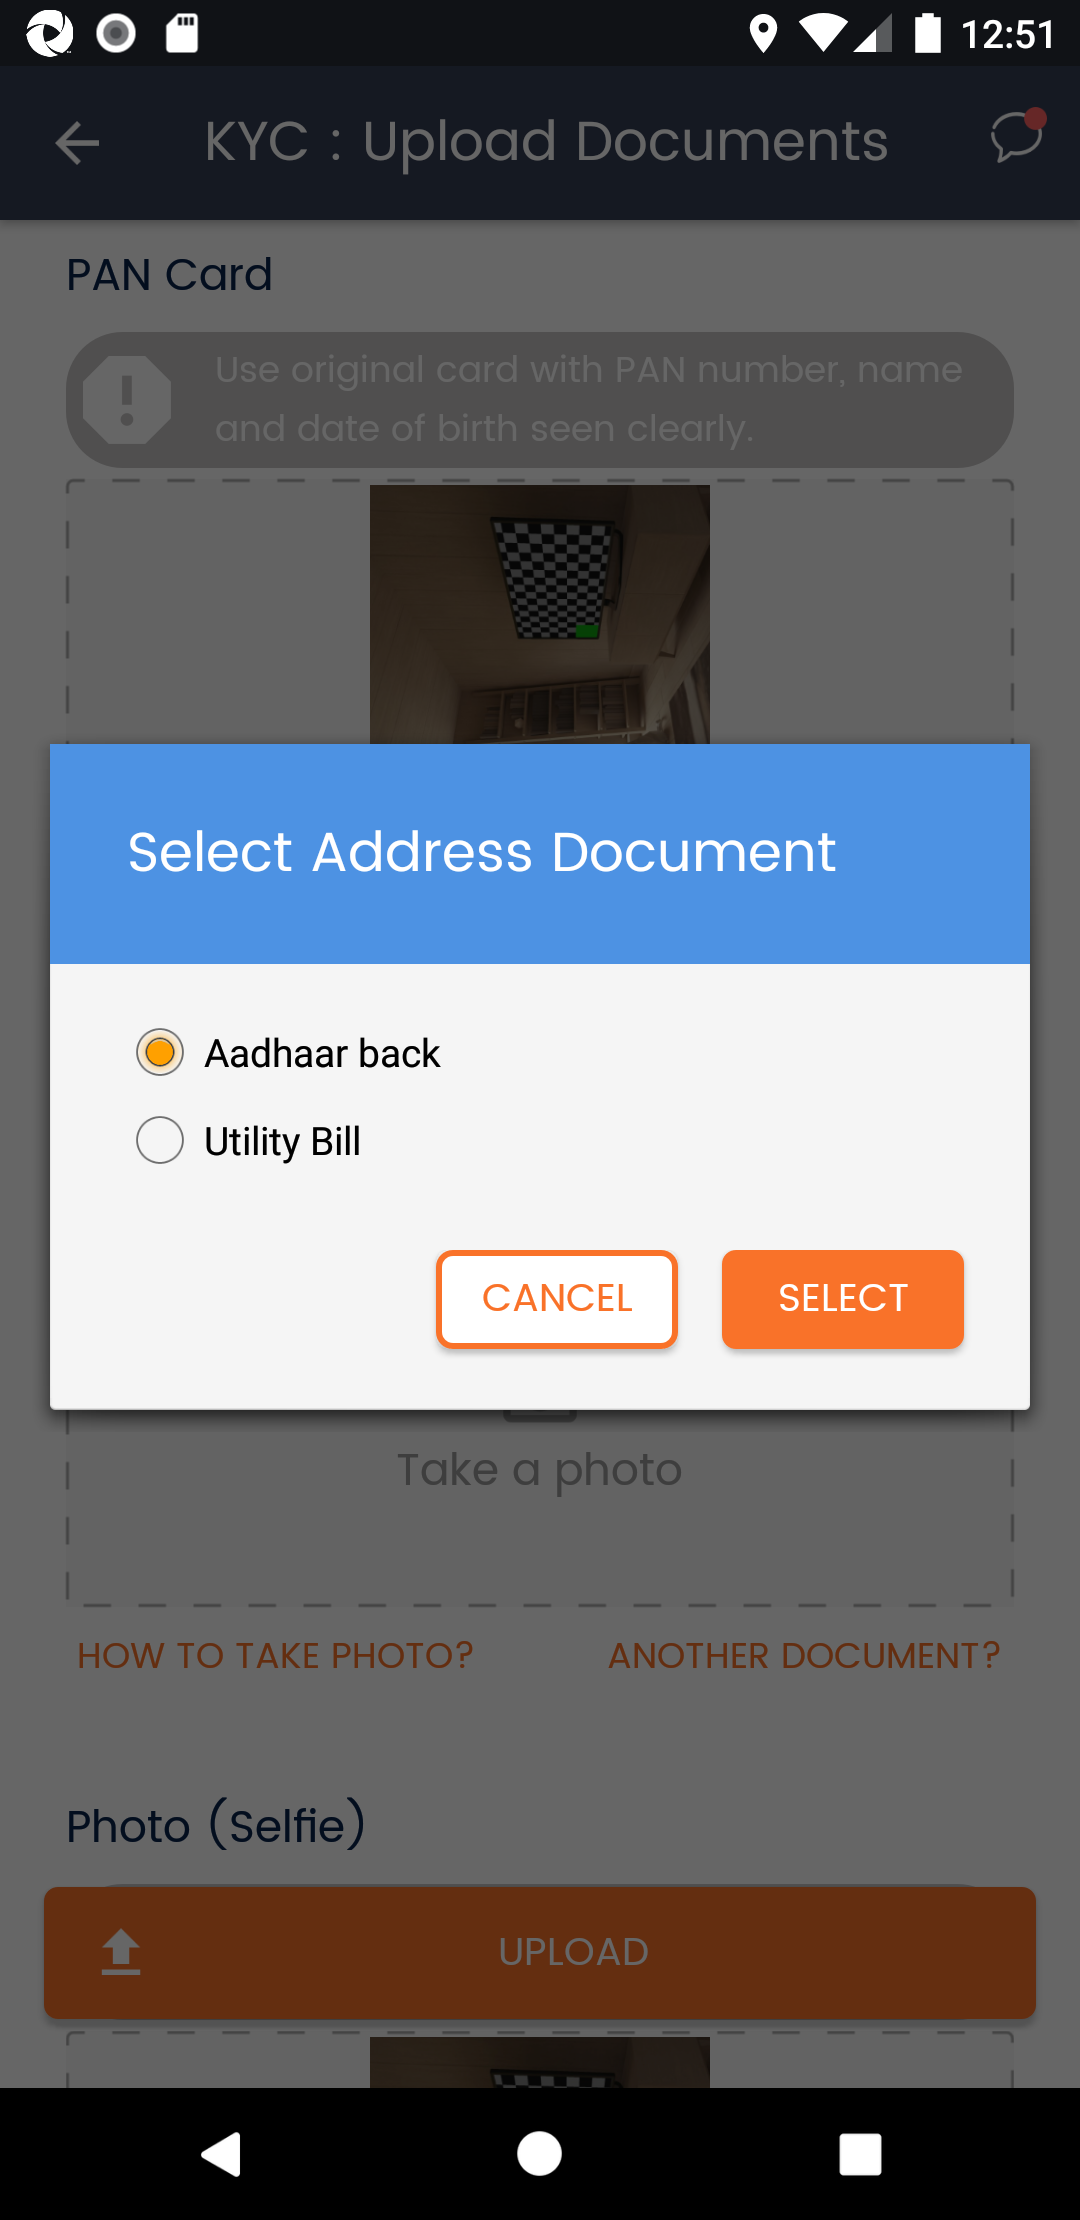 12:51
KYC : Upload Documents
PAN Card
Use original card with PAN number, name
and date of birth seen clearly.
Select Address Document
Aadhaar back
Utility Bill
CANCEL SELECT
Take a photo
HOW TO TAKE PHOTO? ANOTHER DOCUMENT?
Photo (Selfie)
UPLOAD